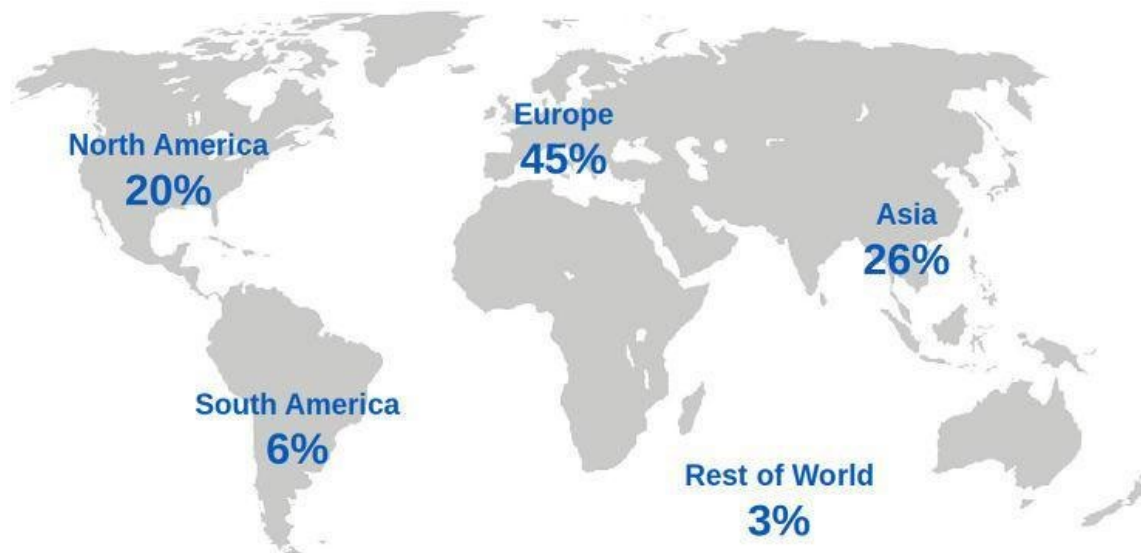 North America
20%
Europe
45%
Asia
26%
South America
6%
Rest of World
3%